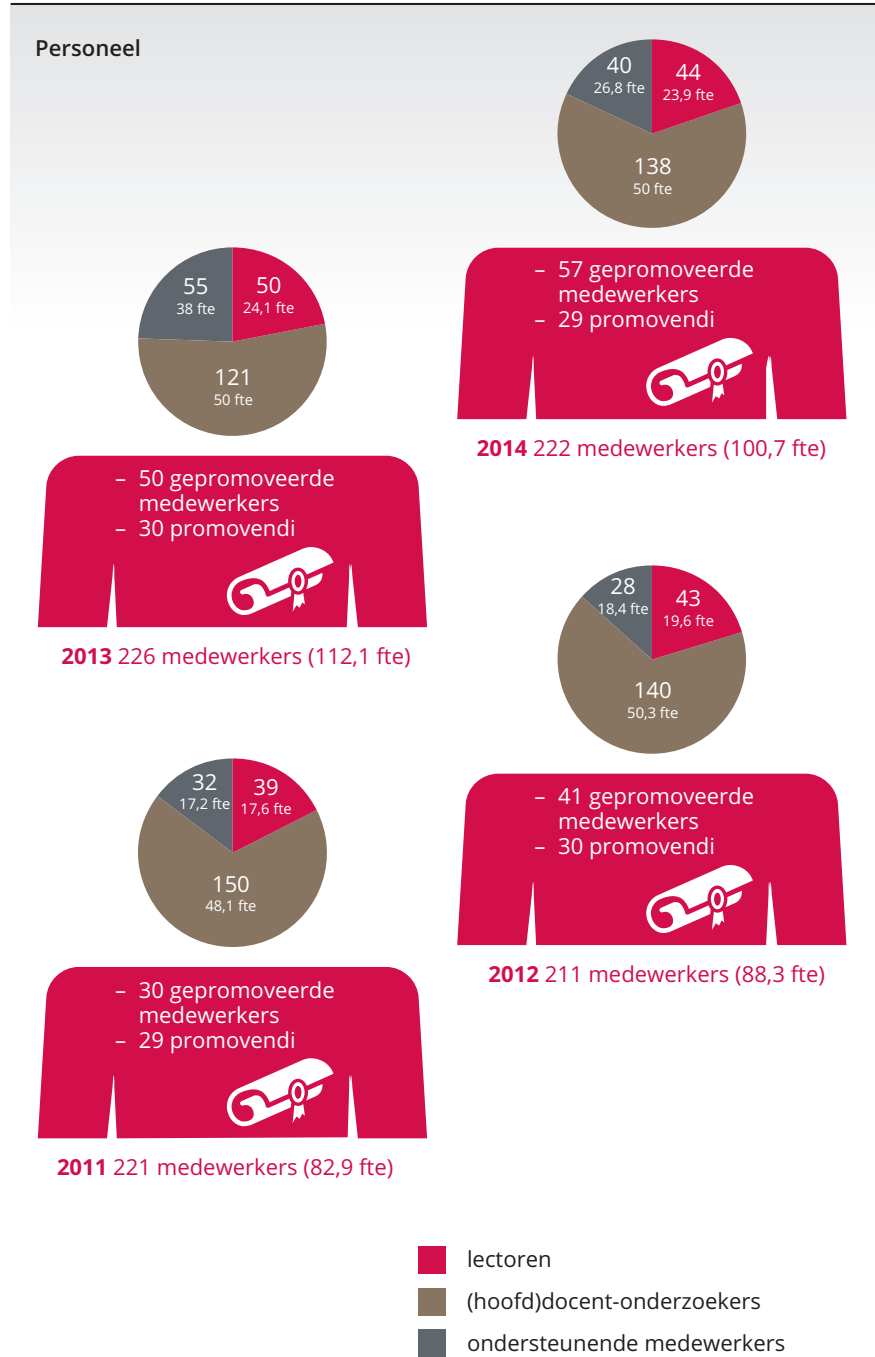 Personeel
40
26,8 fte
44
23,9 fte
138
50 fte
– 57 gepromoveerde
medewerkers
– 29 promovendi
2014 222 medewerkers (100,7 fte)
55
38 fte
50
24,1 fte
121
50 fte
– 50 gepromoveerde
medewerkers
– 30 promovendi
2013 226 medewerkers (112,1 fte)
28
18,4 fte
43
19,6 fte
140
50,3 fte
– 41 gepromoveerde
medewerkers
– 30 promovendi
2012 211 medewerkers (88,3 fte)
32
17,2 fte
39
17,6 fte
150
48,1 fte
– 30 gepromoveerde
medewerkers
– 29 promovendi
2011 221 medewerkers (82,9 fte)
lectoren
(hoofd)docent-onderzoekers
ondersteunende medewerkers